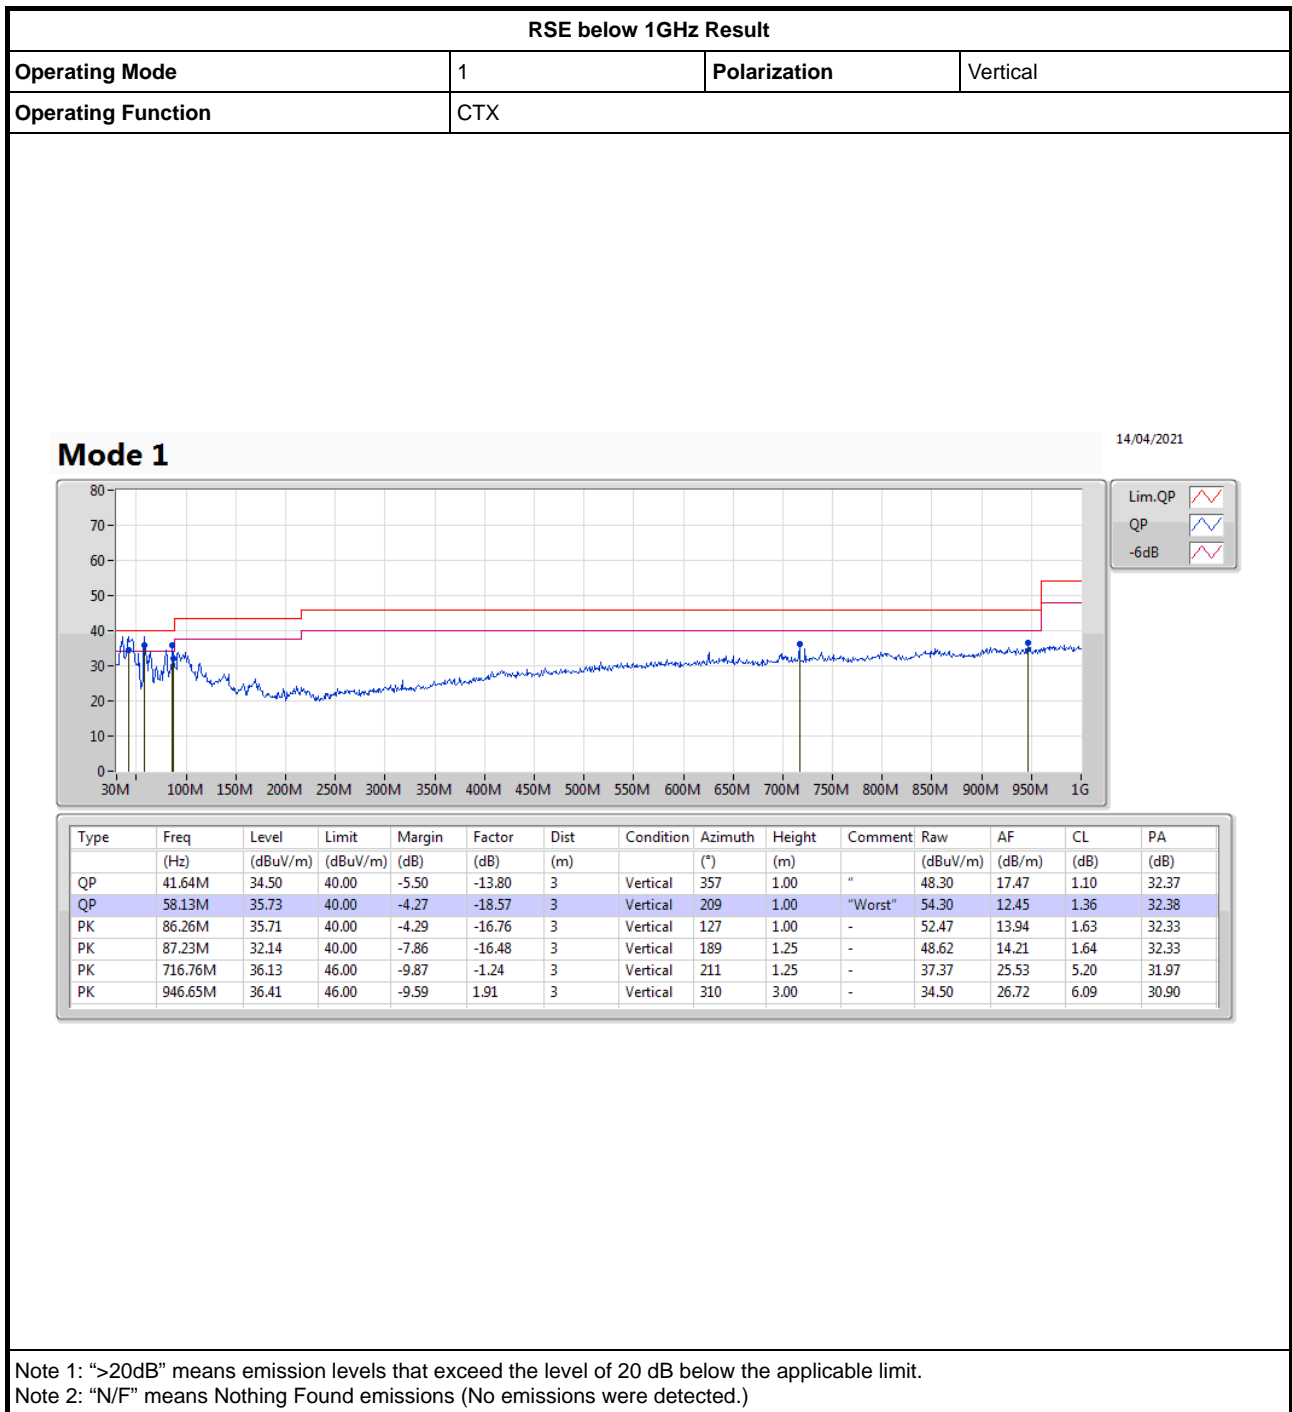 RSE below 1GHz Result
Operating Mode 1 Polarization Vertical
Operating Function CTX
14/04/2021
Mode 1
80
70
60
50
40
30
20
10
0
30M 100M 150M 200M 250M 300M 350M 400M 450M 500M 550M 600M 650M 700M 750M 800M 850M 900M 950M 1G
Lim.QP
QP
-6dB
Type Freq Level Limit Margin Factor Dist Condition Azimuth Height Comment Raw AF CL PA
(Hz) (dBuV/m) (dBuV/m) (dB) (dB) (m) (°) (m) (dBuV/m) (dB/m) (dB) (dB)
QP 41.64M 34.50 40.00 -5.50 -13.80 3 Vertical 357 1.00 " 48.30 17.47 1.10 32.37
QP 58.13M 35.73 40.00 -4.27 -18.57 3 Vertical 209 1.00 "Worst" 54.30 12.45 1.36 32.38
PK 86.26M 35.71 40.00 -4.29 -16.76 3 Vertical 127 1.00 - 52.47 13.94 1.63 32.33
PK 87.23M 32.14 40.00 -7.86 -16.48 3 Vertical 189 1.25 - 48.62 14.21 1.64 32.33
PK 716.76M 36.13 46.00 -9.87 -1.24 3 Vertical 211 1.25 - 37.37 25.53 5.20 31.97
PK 946.65M 36.41 46.00 -9.59 1.91 3 Vertical 310 3.00 - 34.50 26.72 6.09 30.90
Note 1: “>20dB” means emission levels that exceed the level of 20 dB below the applicable limit.
Note 2: “N/F” means Nothing Found emissions (No emissions were detected.)